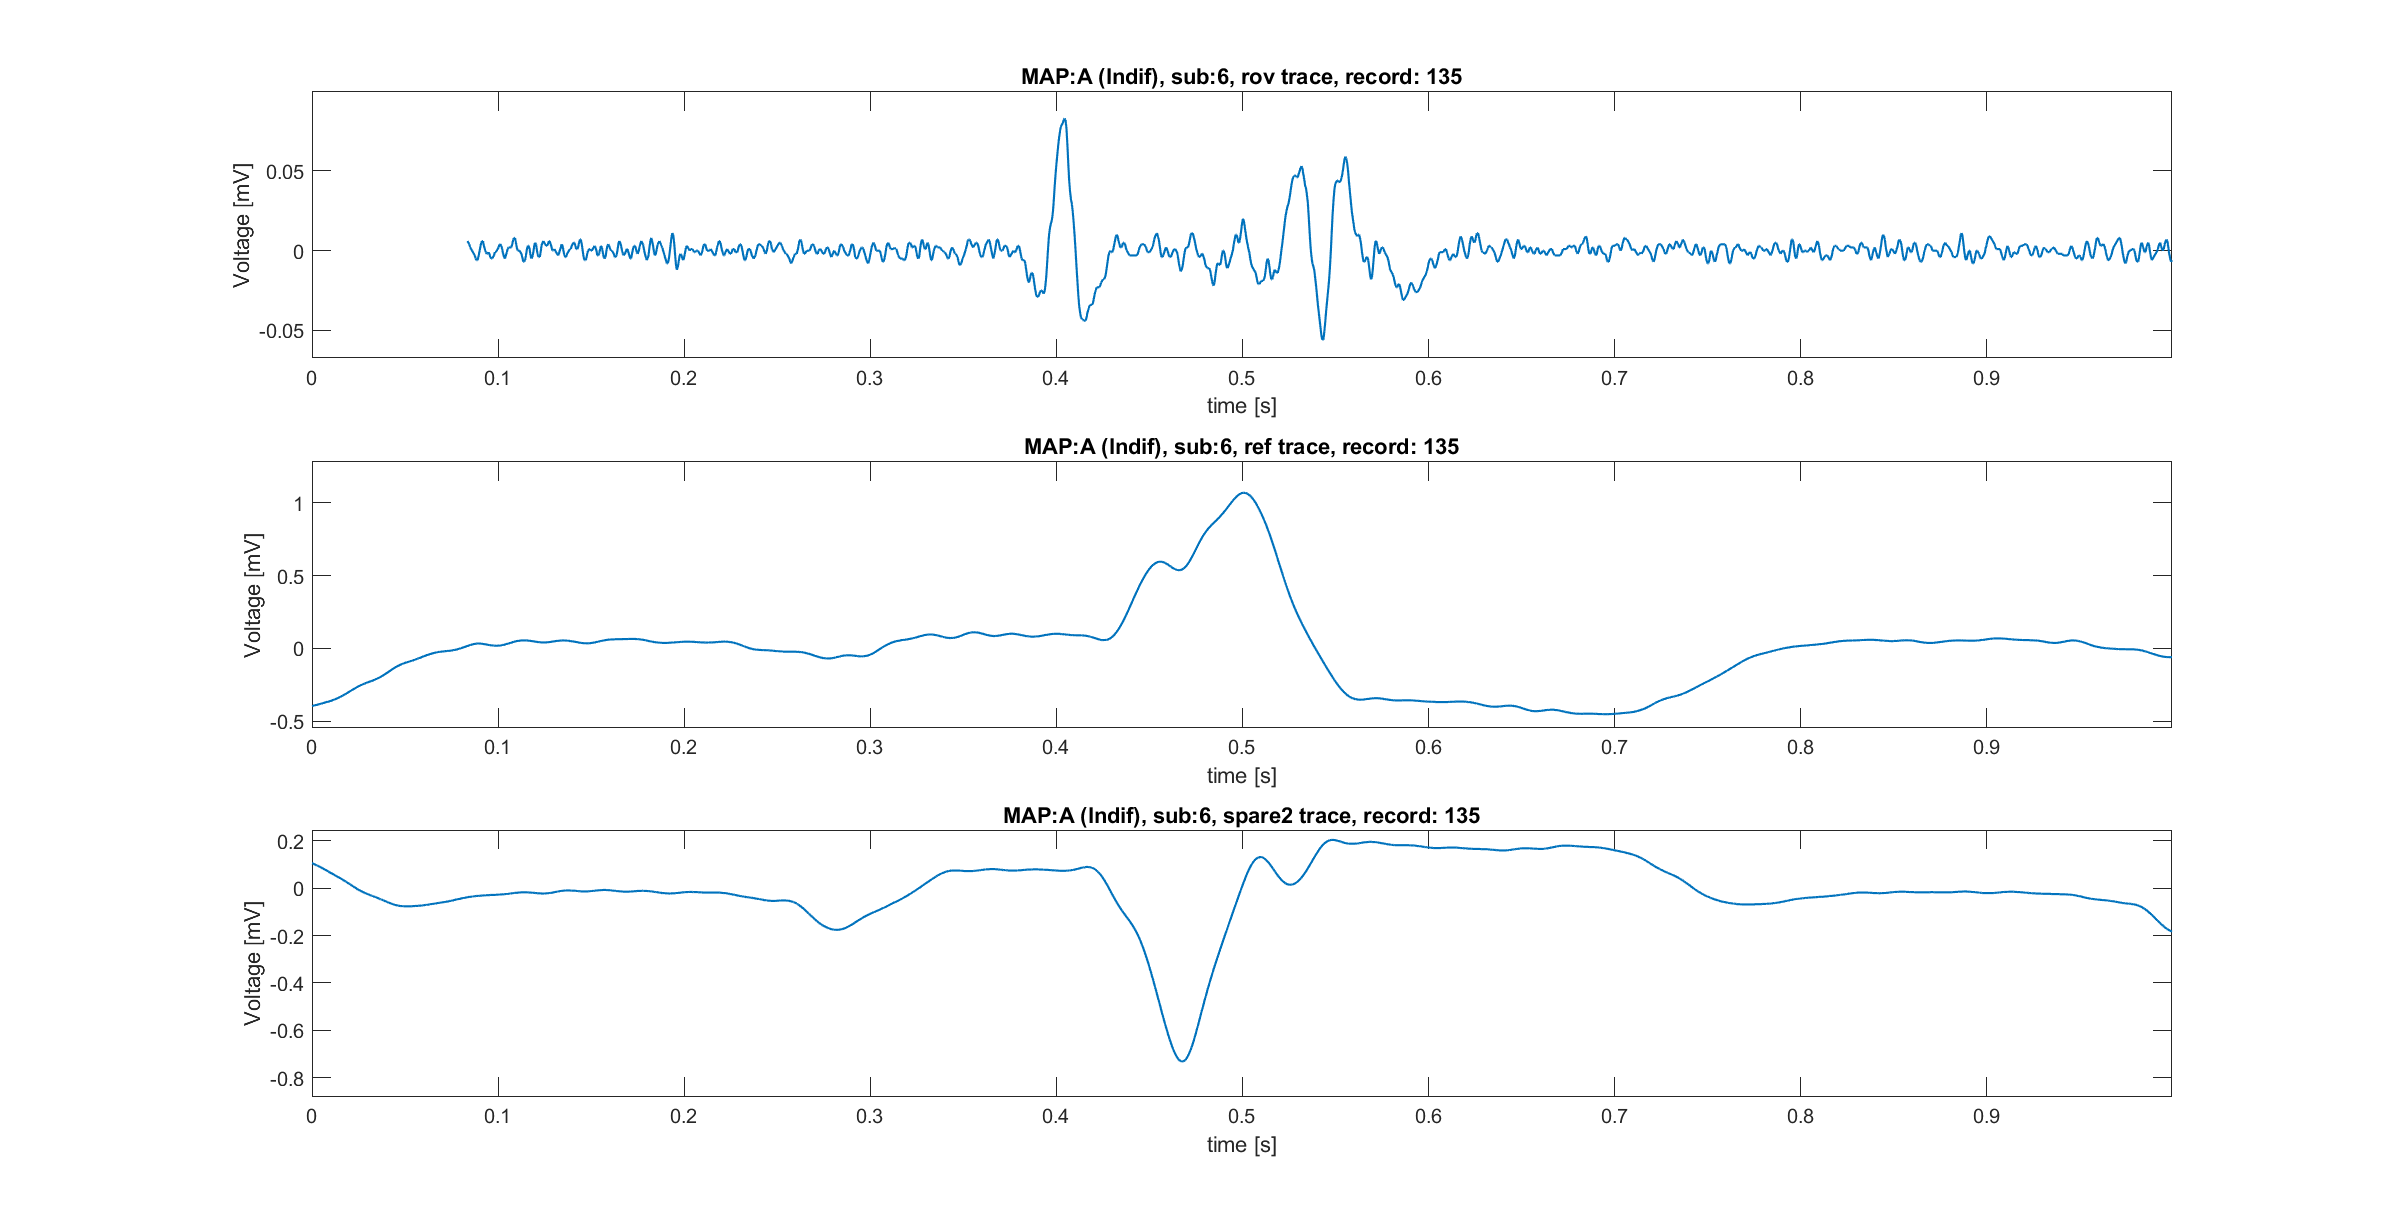 MAP:A (Indif), sub:6, rov trace, record: 135
Voltage [mV]
0.05
0
-0.05
0 0.1 0.2 0.3 0.4 0.5 0.6 0.7 0.8 0.9
time [s]
MAP:A (Indif), sub:6, ref trace, record: 135
Voltage [mV]
1
0.5
0
-0.5
0 0.1 0.2 0.3 0.4 0.5 0.6 0.7 0.8 0.9
time [s]
MAP:A (Indif), sub:6, spare2 trace, record: 135
Voltage [mV]
0.2
0
-0.2
-0.4
-0.6
-0.8
0 0.1 0.2 0.3 0.4 0.5 0.6 0.7 0.8 0.9
time [s]